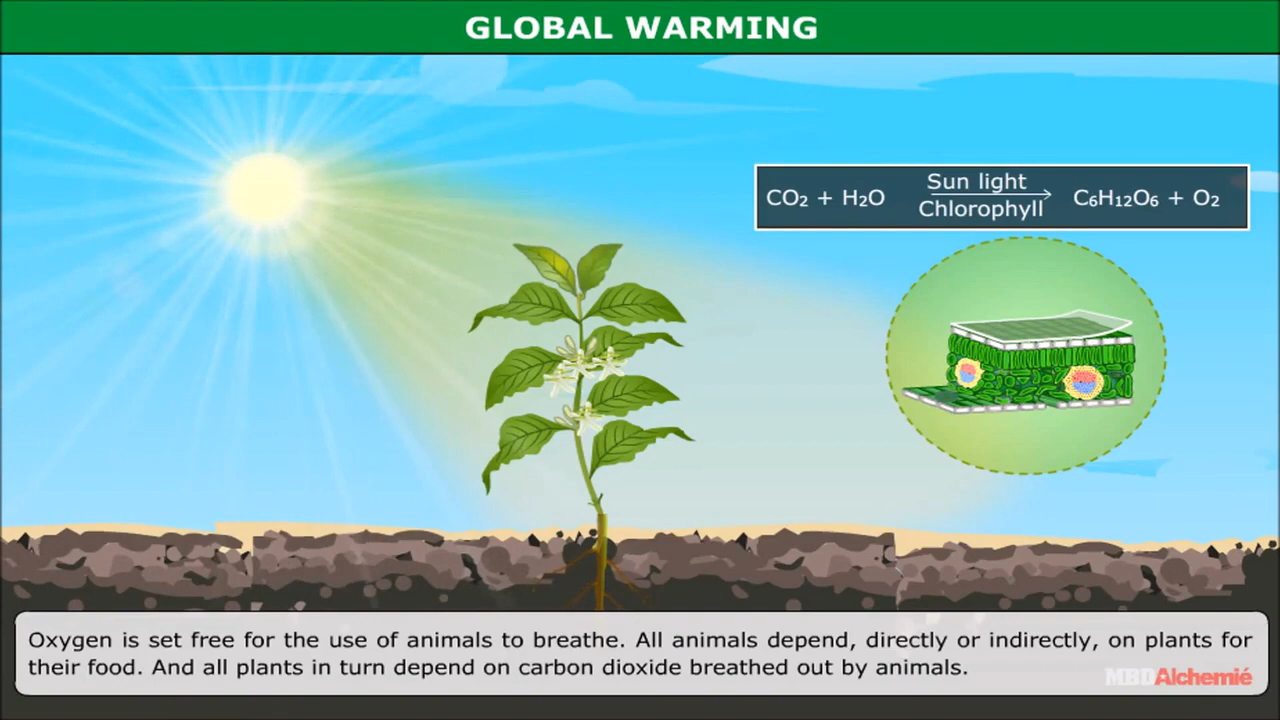 GLOBAL WARMING
Sun light
CO₂ + H₂O → C₆H₁₂O₆ + O₂
Chlorophyll
Oxygen is set free for the use of animals to breathe. All animals depend, directly or indirectly, on plants for
their food. And all plants in turn depend on carbon dioxide breathed out by animals.
MBDAlchemié